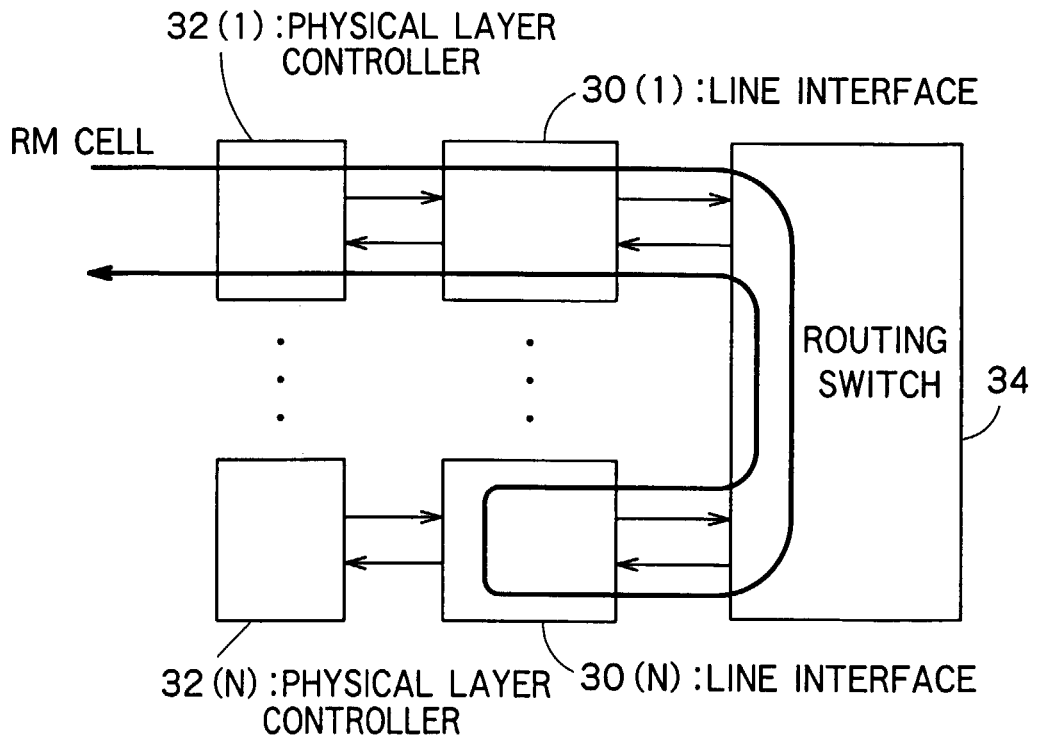 32(1):PHYSICAL LAYER
CONTROLLER
30(1):LINE INTERFACE
RM CELL
ROUTING
SWITCH
34
32(N):PHYSICAL LAYER
CONTROLLER
30(N):LINE INTERFACE